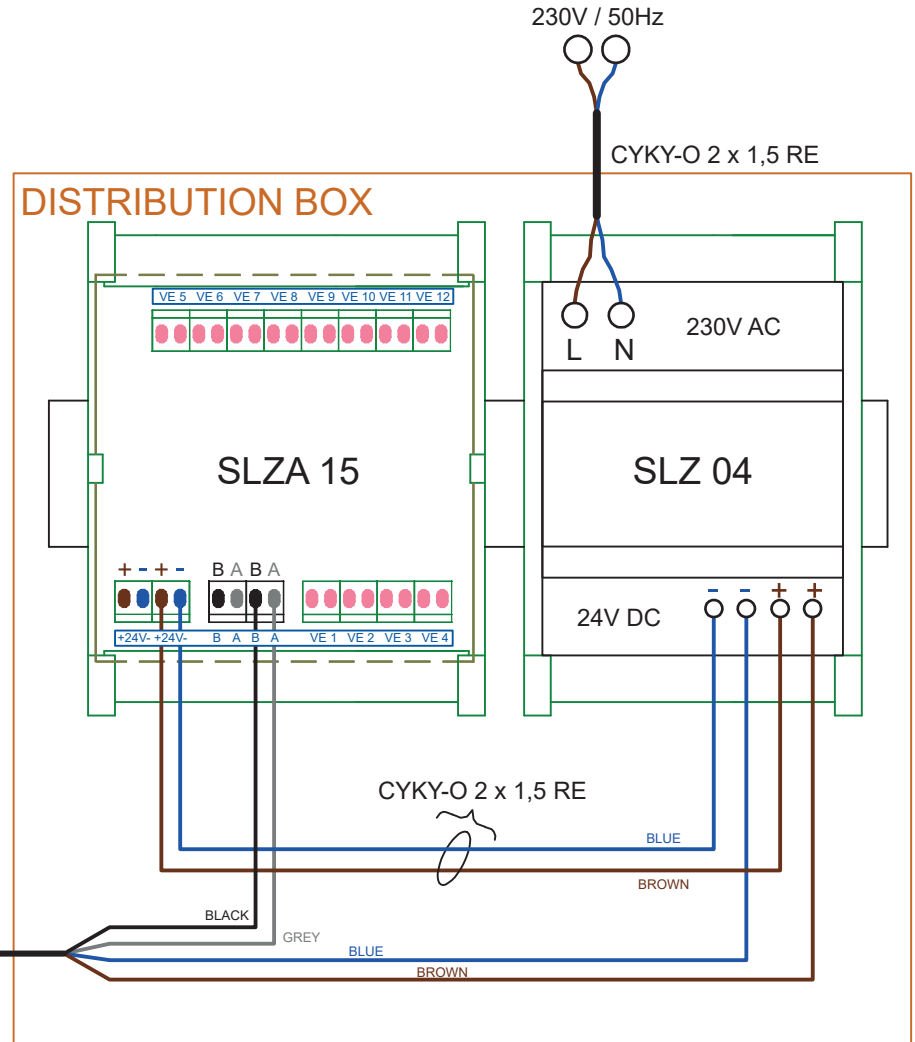 230V / 50Hz
CYKY-O 2 x 1,5 RE
DISTRIBUTION BOX
VE 5 VE 6 VE 7 VE 8 VE 9 VE 10 VE 11 VE 12
L N
230V AC
SLZA 15
SLZ 04
+ - + -
B A B A
+24V- +24V- B A B A VE 1 VE 2 VE 3 VE 4
24V DC
- - + +
CYKY-O 2 x 1,5 RE
BLUE
BROWN
BLACK
GREY
BLUE
BROWN